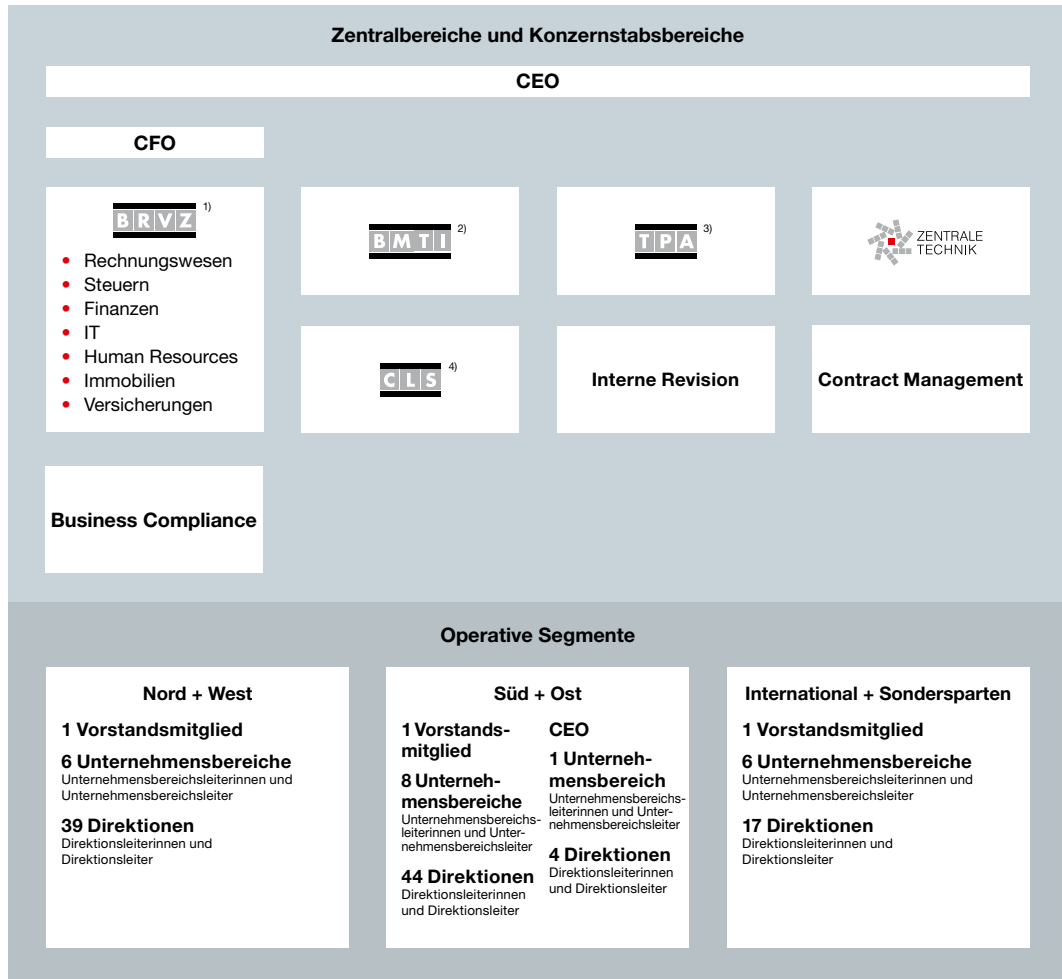 Zentralbereiche und Konzernstabsbereiche
CEO
CFO
BRVZ 1)
• Rechnungswesen
• Steuern
• Finanzen
• IT
• Human Resources
• Immobilien
• Versicherungen
BMTI 2)
TPA 3)
ZENTRALE
TECHNIK
CLS 4)
Interne Revision
Contract Management
Business Compliance
Operative Segmente
Nord + West
1 Vorstandsmitglied
6 Unternehmensbereiche
Unternehmensbereichsleiterinnen und
Unternehmensbereichsleiter
39 Direktionen
Direktionsleiterinnen und
Direktionsleiter
Süd + Ost
1 Vorstands-
mitglied
8 Unterneh-
mensbereiche
Unternehmensbereichs-
leiterinnen und Unter-
nehmensbereichsleiter
44 Direktionen
Direktionsleiterinnen
und Direktionsleiter
CEO
1 Unterneh-
mensbereich
Unternehmensbereichs-
leiterinnen und Unter-
nehmensbereichsleiter
4 Direktionen
Direktionsleiterinnen
und Direktionsleiter
International + Sondersparten
1 Vorstandsmitglied
6 Unternehmensbereiche
Unternehmensbereichsleiterinnen und
Unternehmensbereichsleiter
17 Direktionen
Direktionsleiterinnen und
Direktionsleiter